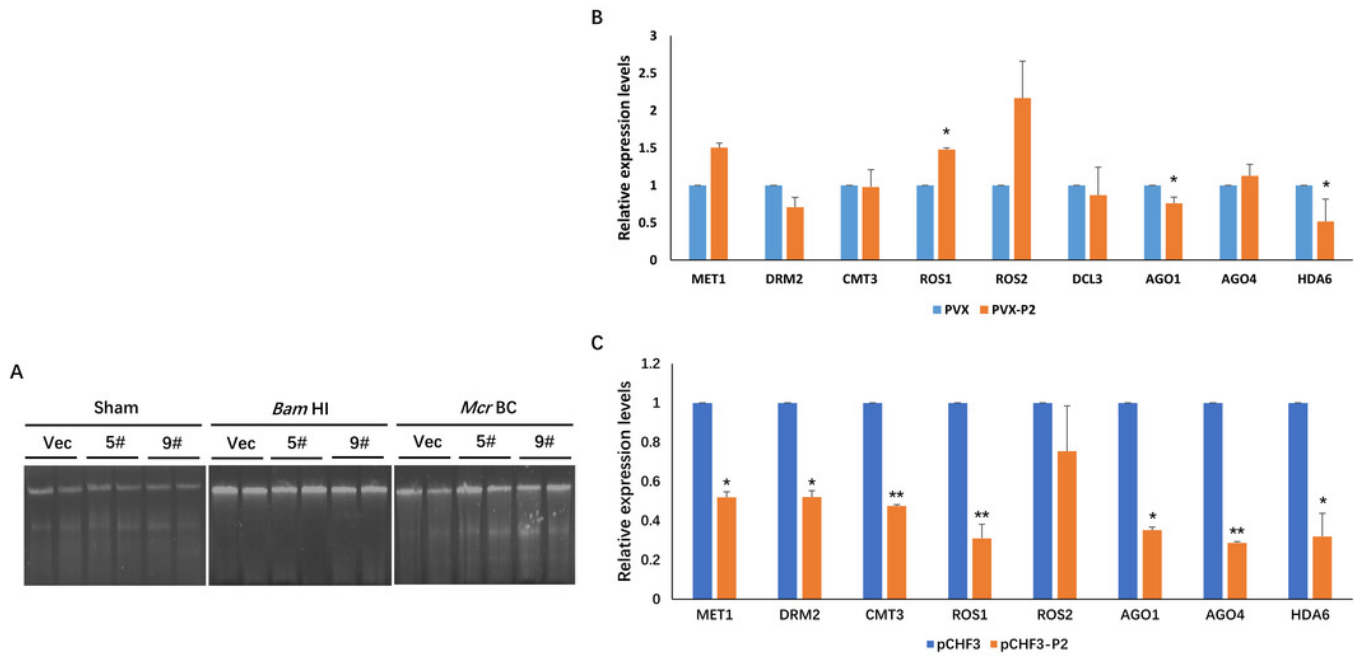 A
Sham
Bam HI
Mcr BC
Vec 5# 9# Vec 5# 9# Vec 5# 9#
B
Relative expression levels
3
2.5
2
1.5
1
0.5
0
*
*
*
MET1 DRM2 CMT3 ROS1 ROS2 DCL3 AGO1 AGO4 HDA6
PVX PVX-P2
C
Relative expression levels
1.2
1
0.8
0.6
0.4
0.2
0
* * ** ** * ** *
MET1 DRM2 CMT3 ROS1 ROS2 AGO1 AGO4 HDA6
pCHF3 pCHF3-P2